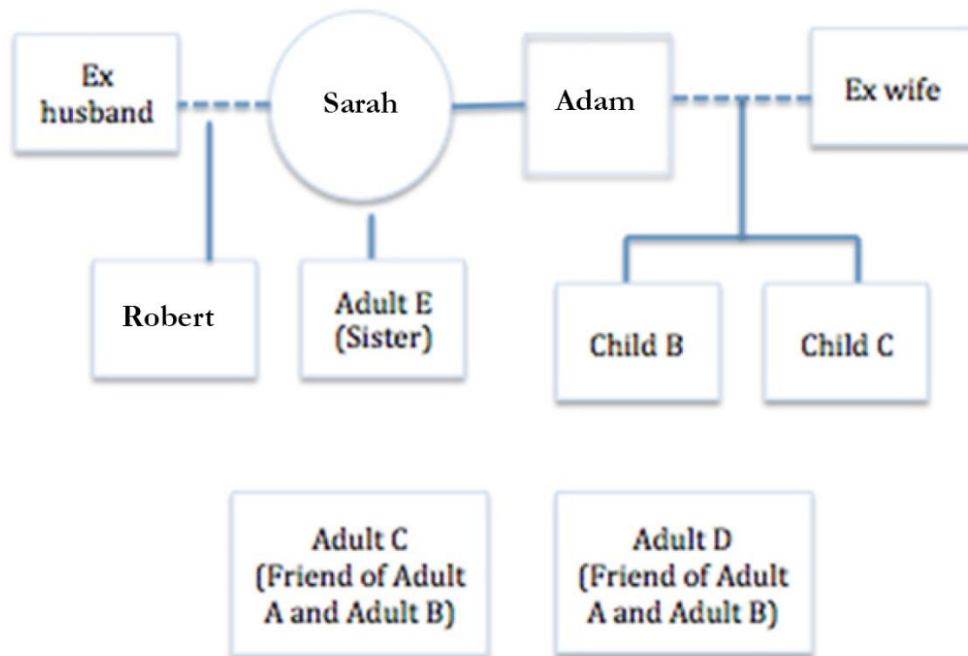 Ex
husband
Sarah
Adam
Ex wife
Robert
Adult E
(Sister)
Child B
Child C
Adult C
(Friend of Adult
A and Adult B)
Adult D
(Friend of Adult
A and Adult B)